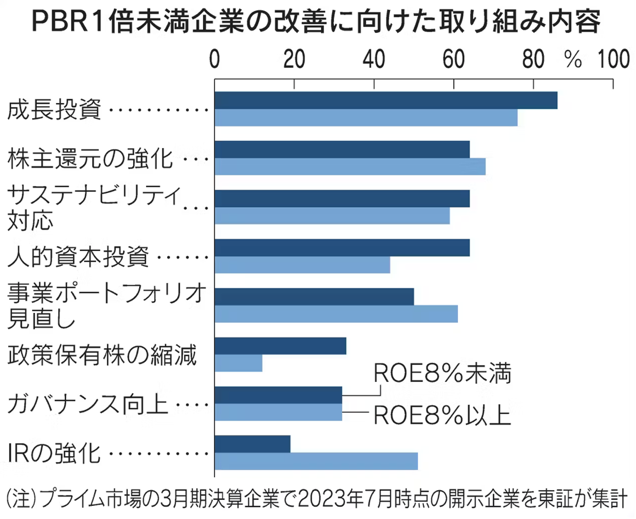 PBR1倍未満企業の改善に向けた取り組み内容
0 20 40 60 80 % 100
成長投資
株主還元の強化
サステナビリティ
対応
人的資本投資
事業ポートフォリオ
見直し
政策保有株の縮減
ROE8%未満
ガバナンス向上
ROE8%以上
IRの強化
(注)プライム市場の3月期決算企業で2023年7月時点の開示企業を東証が集計